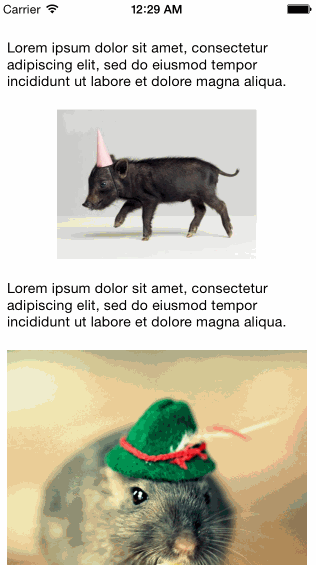 Carrier 12:29 AM
Lorem ipsum dolor sit amet, consectetur
adipiscing elit, sed do eiusmod tempor
incididunt ut labore et dolore magna aliqua.
Lorem ipsum dolor sit amet, consectetur
adipiscing elit, sed do eiusmod tempor
incididunt ut labore et dolore magna aliqua.